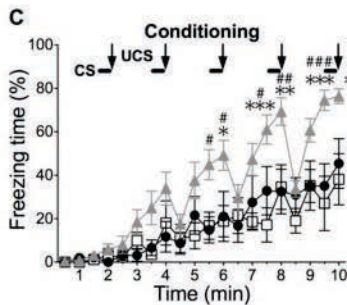 C
Conditioning
CS UCS
Freezing time (%)
100
80
60
40
20
0
# # # ## ###
* *** ** ***
1 2 3 4 5 6 7 8 9 10
Time (min)